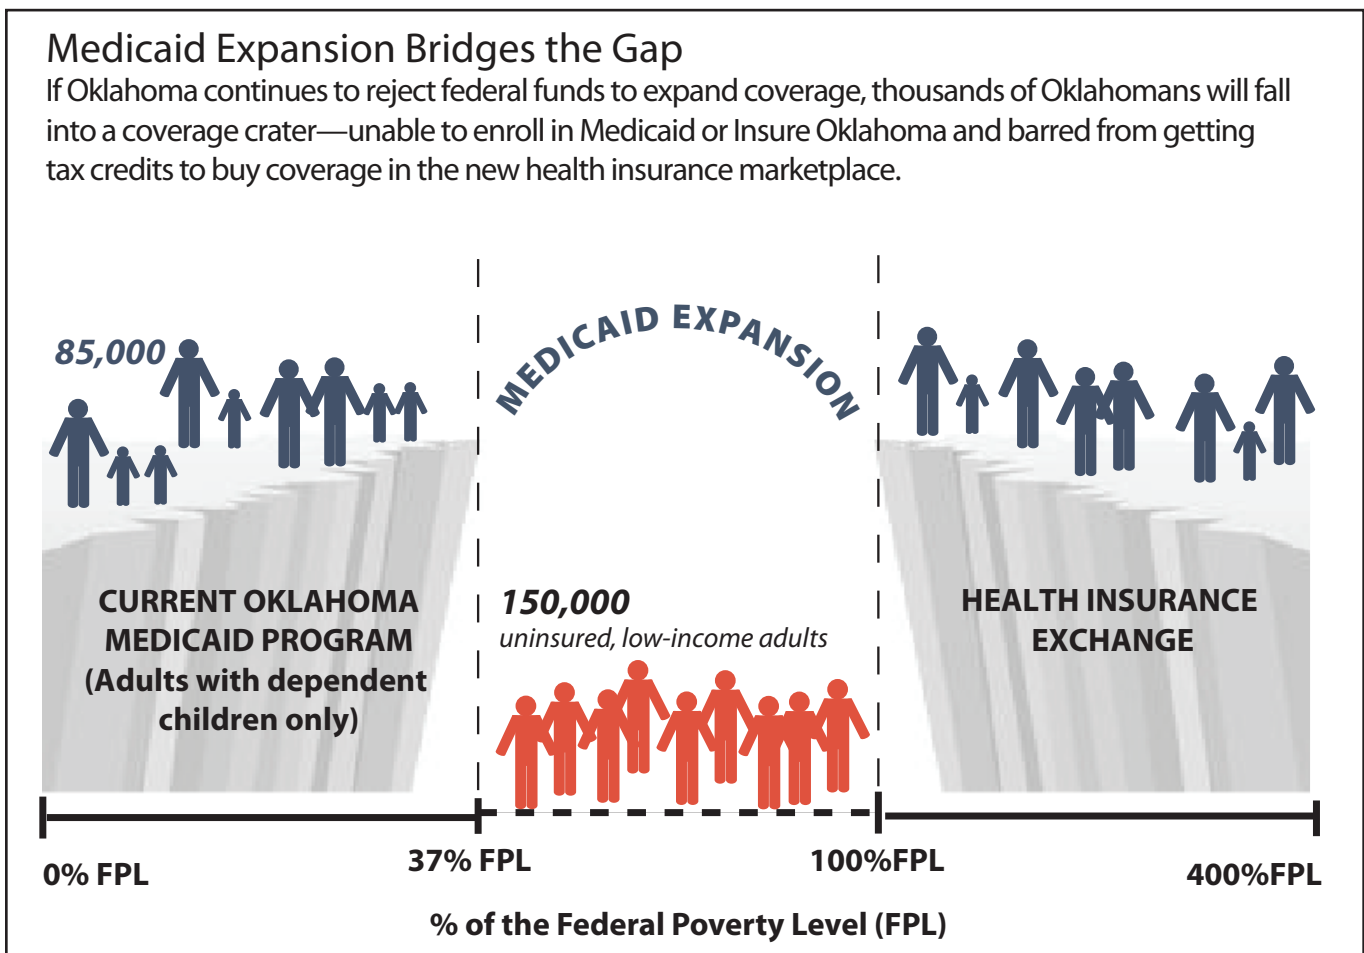 Medicaid Expansion Bridges the Gap
If Oklahoma continues to reject federal funds to expand coverage, thousands of Oklahomans will fall
into a coverage crater—unable to enroll in Medicaid or Insure Oklahoma and barred from getting
tax credits to buy coverage in the new health insurance marketplace.
85,000
MEDICAID EXPANSION
CURRENT OKLAHOMA
MEDICAID PROGRAM
(Adults with dependent
children only)
150,000
uninsured, low-income adults
HEALTH INSURANCE
EXCHANGE
0% FPL
37% FPL
100%FPL
400%FPL
% of the Federal Poverty Level (FPL)